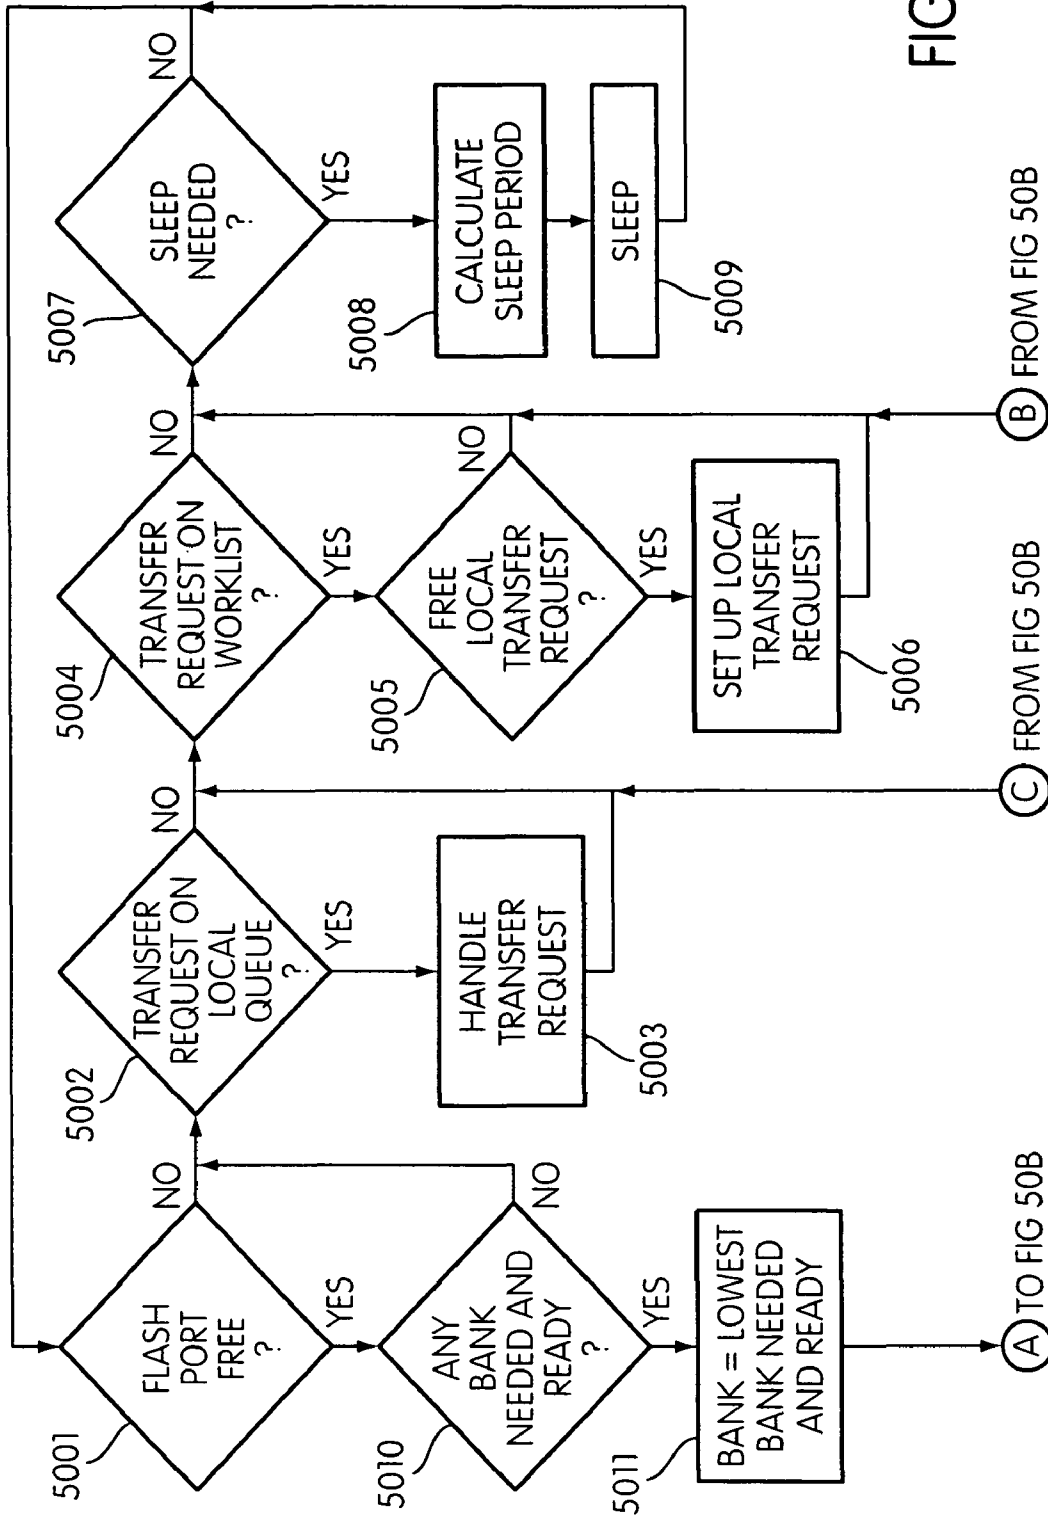 5001
FLASH
PORT
FREE
?
NO
YES
5010
ANY
BANK
NEEDED AND
READY
?
NO
YES
5011
BANK = LOWEST
BANK NEEDED
AND READY
A
TO FIG 50B
5002
TRANSFER
REQUEST ON
LOCAL
QUEUE
?
NO
YES
HANDLE
TRANSFER
REQUEST
5003
C
FROM FIG 50B
5004
TRANSFER
REQUEST ON
WORKLIST
?
NO
YES
5005
FREE
LOCAL
TRANSFER
REQUEST
?
NO
YES
SET UP LOCAL
TRANSFER
REQUEST
5006
B
FROM FIG 50B
5007
SLEEP
NEEDED
?
NO
YES
5008
CALCULATE
SLEEP PERIOD
SLEEP
5009
FIG